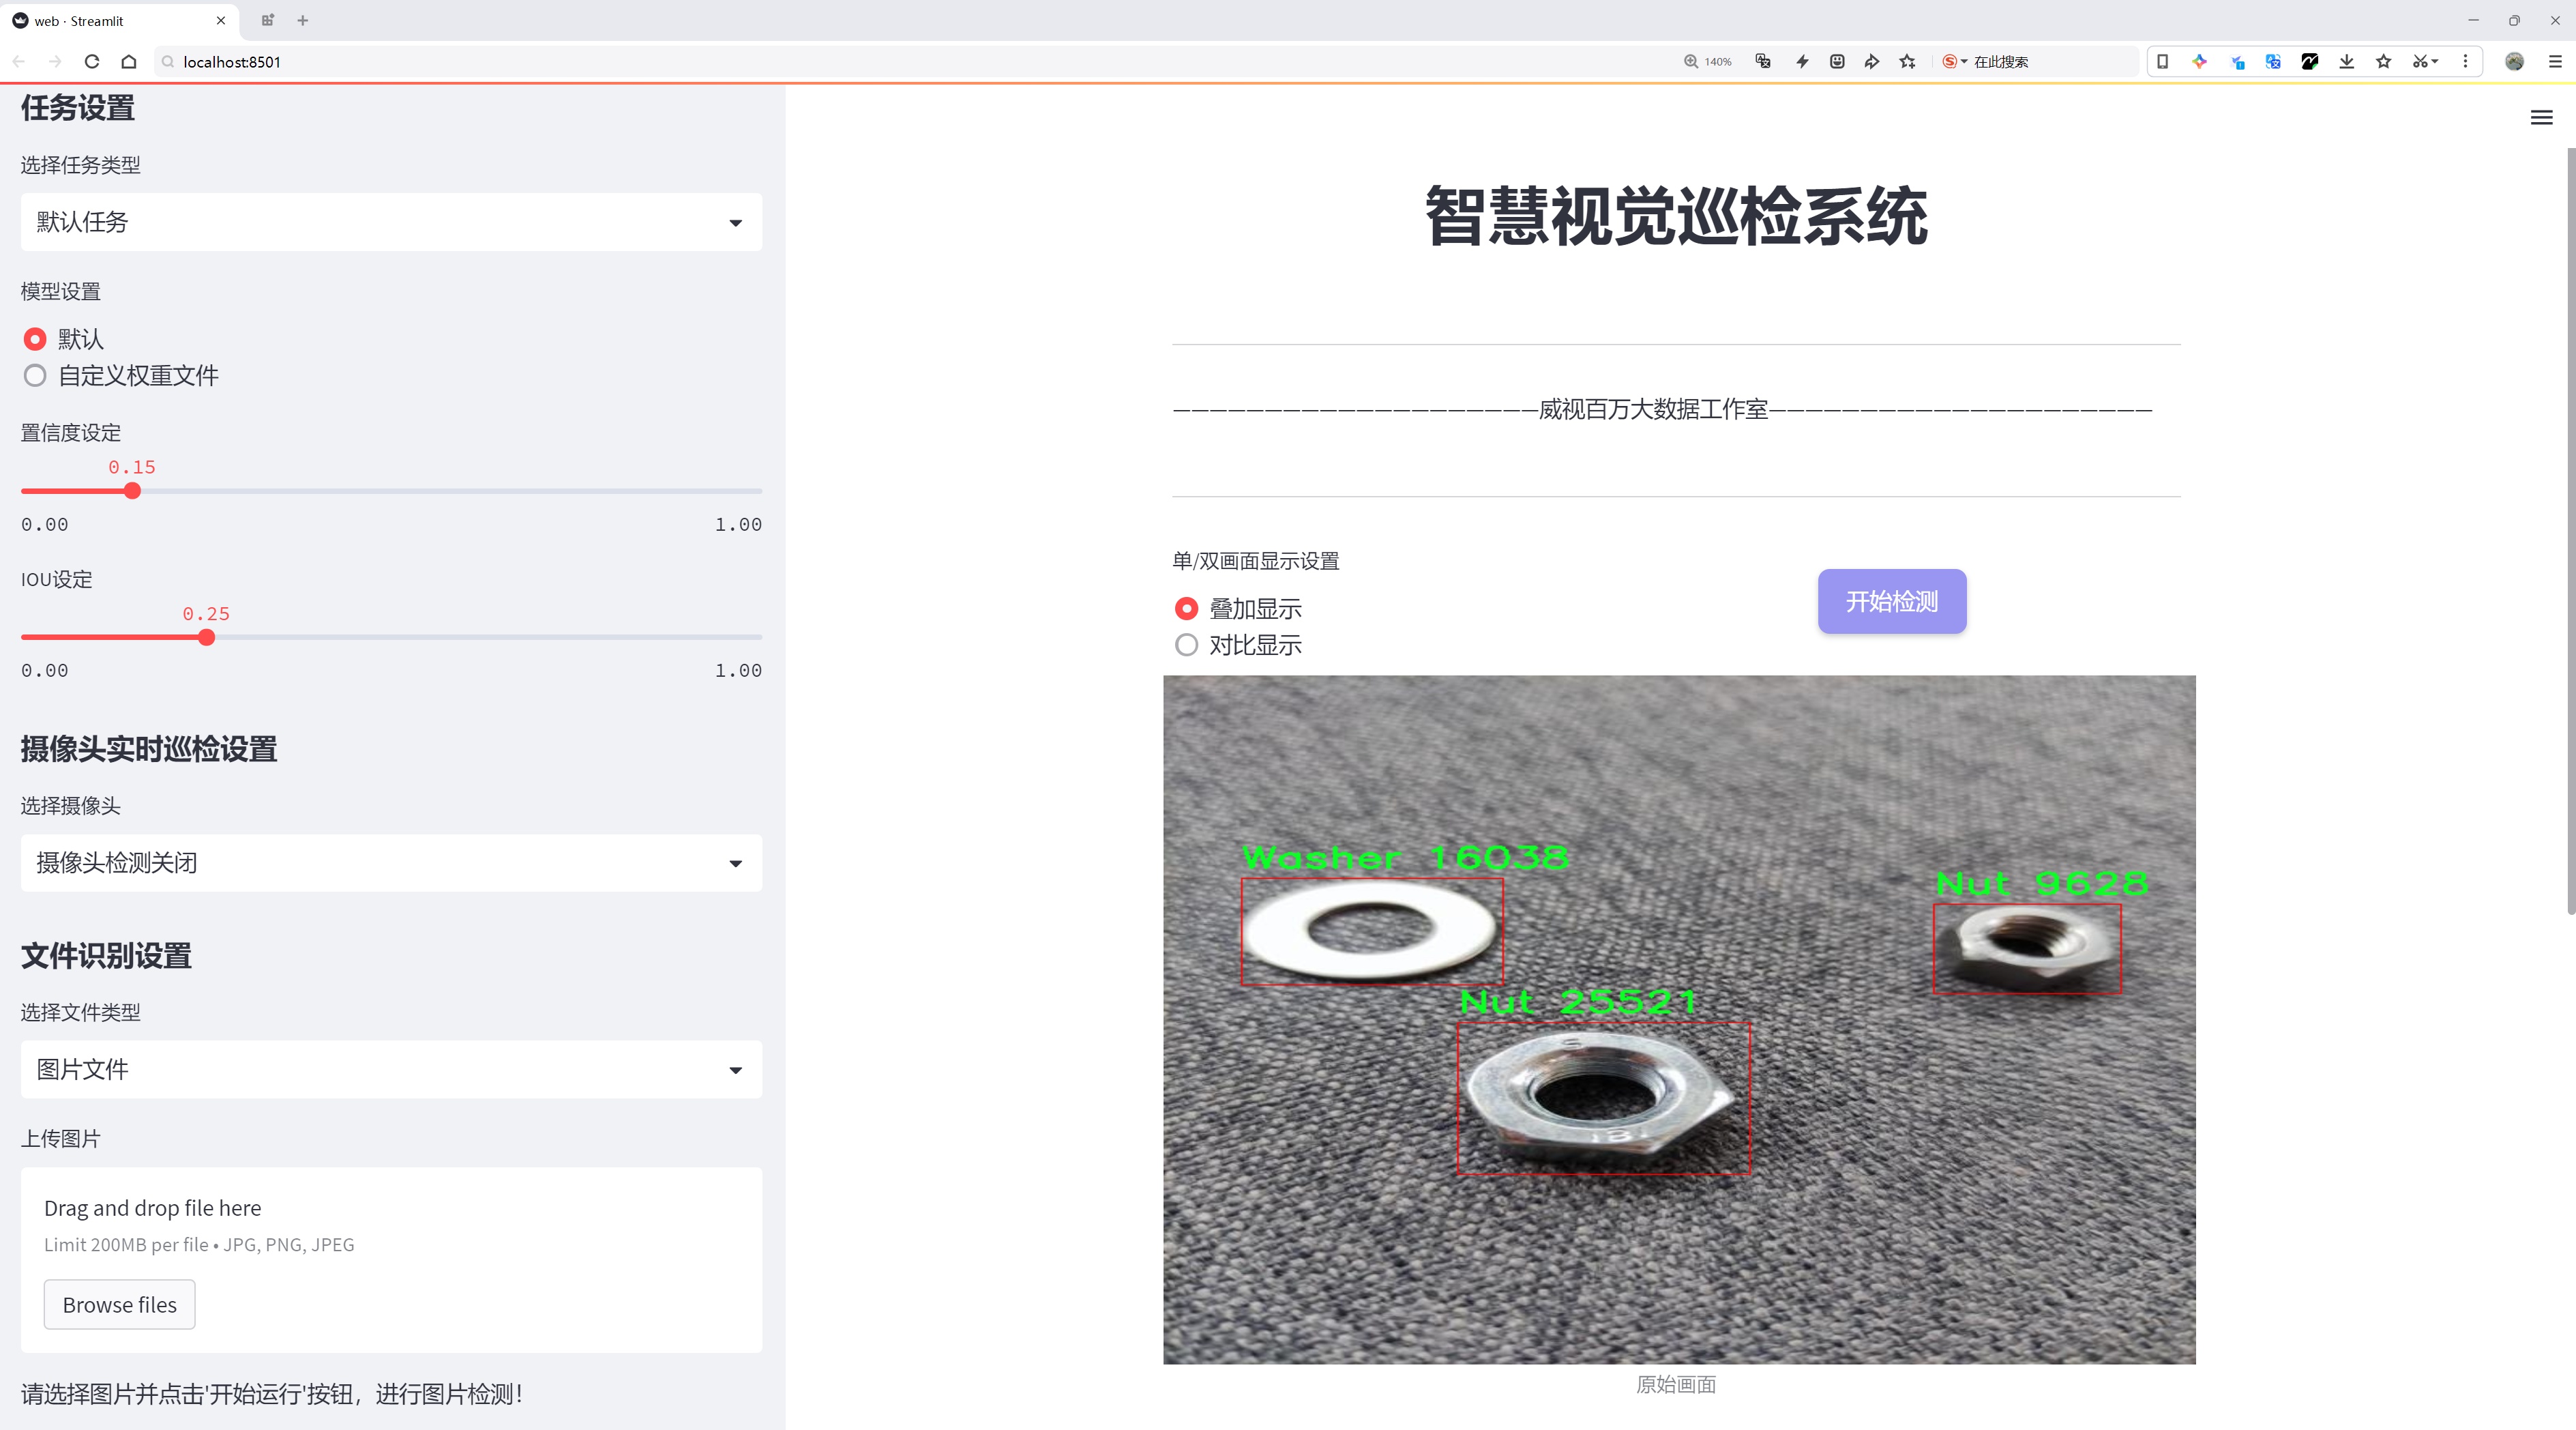 web · Streamlit
localhost:8501
140%
在此搜索
任务设置
选择任务类型
默认任务
模型设置
默认
自定义权重文件
置信度设定
0.15
0.00
1.00
IOU设定
0.25
0.00
1.00
摄像头实时巡检设置
选择摄像头
摄像头检测关闭
文件识别设置
选择文件类型
图片文件
上传图片
Drag and drop file here
Limit 200MB per file • JPG, PNG, JPEG
Browse files
请选择图片并点击'开始运行'按钮，进行图片检测！
智慧视觉巡检系统
————————————————————威视百万大数据工作室—————————————————————
单/双画面显示设置
叠加显示
对比显示
开始检测
Washer 16038
Nut 9628
Nut 25521
原始画面